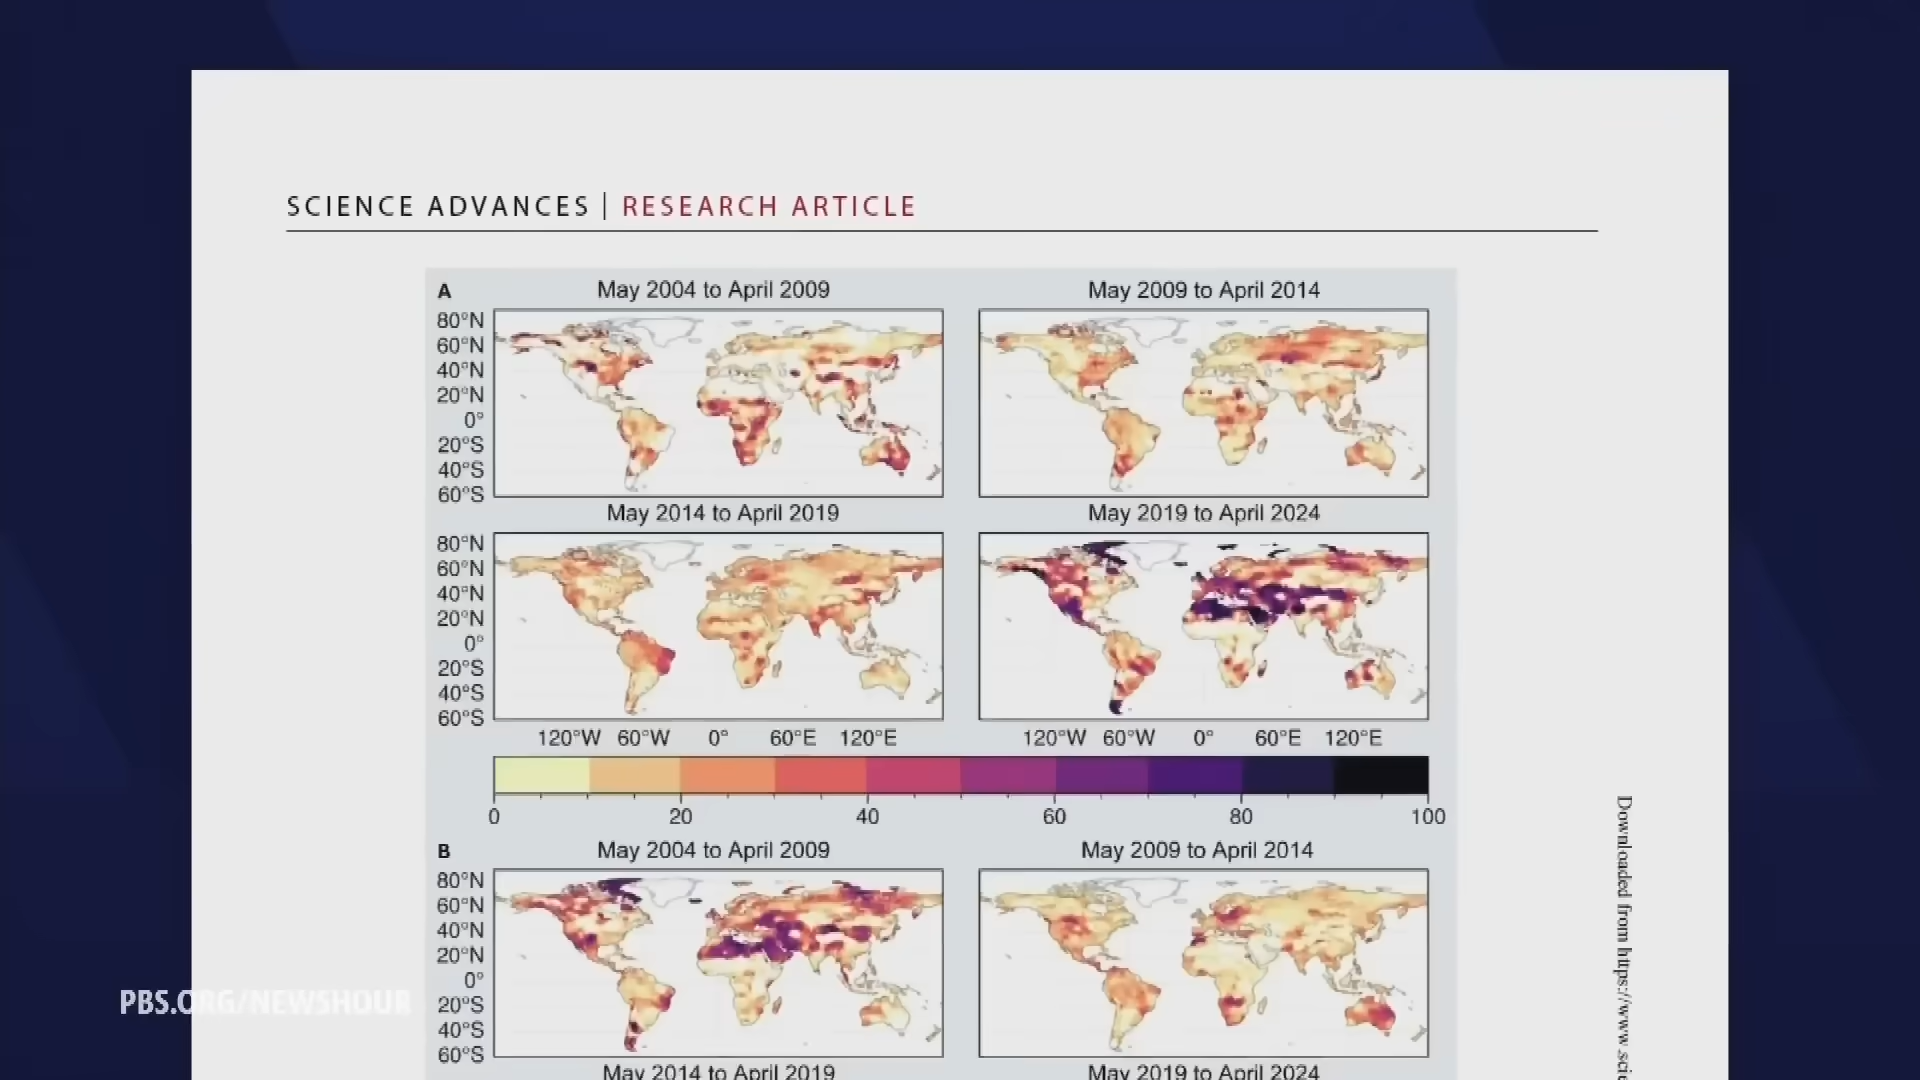 SCIENCE ADVANCES | RESEARCH ARTICLE
A
May 2004 to April 2009
May 2009 to April 2014
80°N
60°N
40°N
20°N
0°
20°S
40°S
60°S
May 2014 to April 2019
May 2019 to April 2024
80°N
60°N
40°N
20°N
0°
20°S
40°S
60°S
120°W 60°W 0° 60°E 120°E
120°W 60°W 0° 60°E 120°E
0 20 40 60 80 100
B
May 2004 to April 2009
May 2009 to April 2014
80°N
60°N
40°N
20°N
0°
20°S
40°S
60°S
May 2014 to April 2019
May 2019 to April 2024
Downloaded from https://www.scie
PBS.ORG/NEWSHOUR